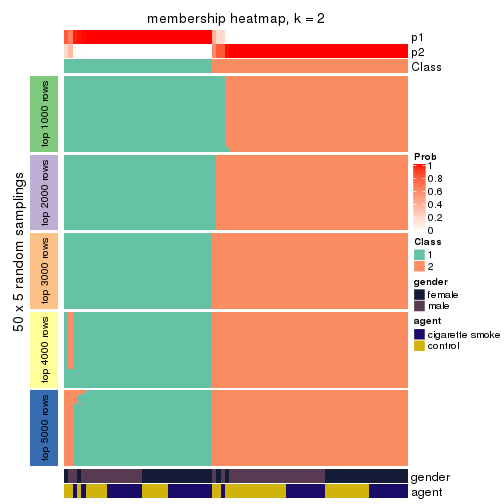 membership heatmap, k = 2
p1
p2
Class
50 x 5 random samplings
top 1000 rows
top 2000 rows
top 3000 rows
top 4000 rows
top 5000 rows
Prob
1
0.8
0.6
0.4
0.2
0
Class
1
2
gender
female
male
agent
cigarette smoke
control
gender
agent